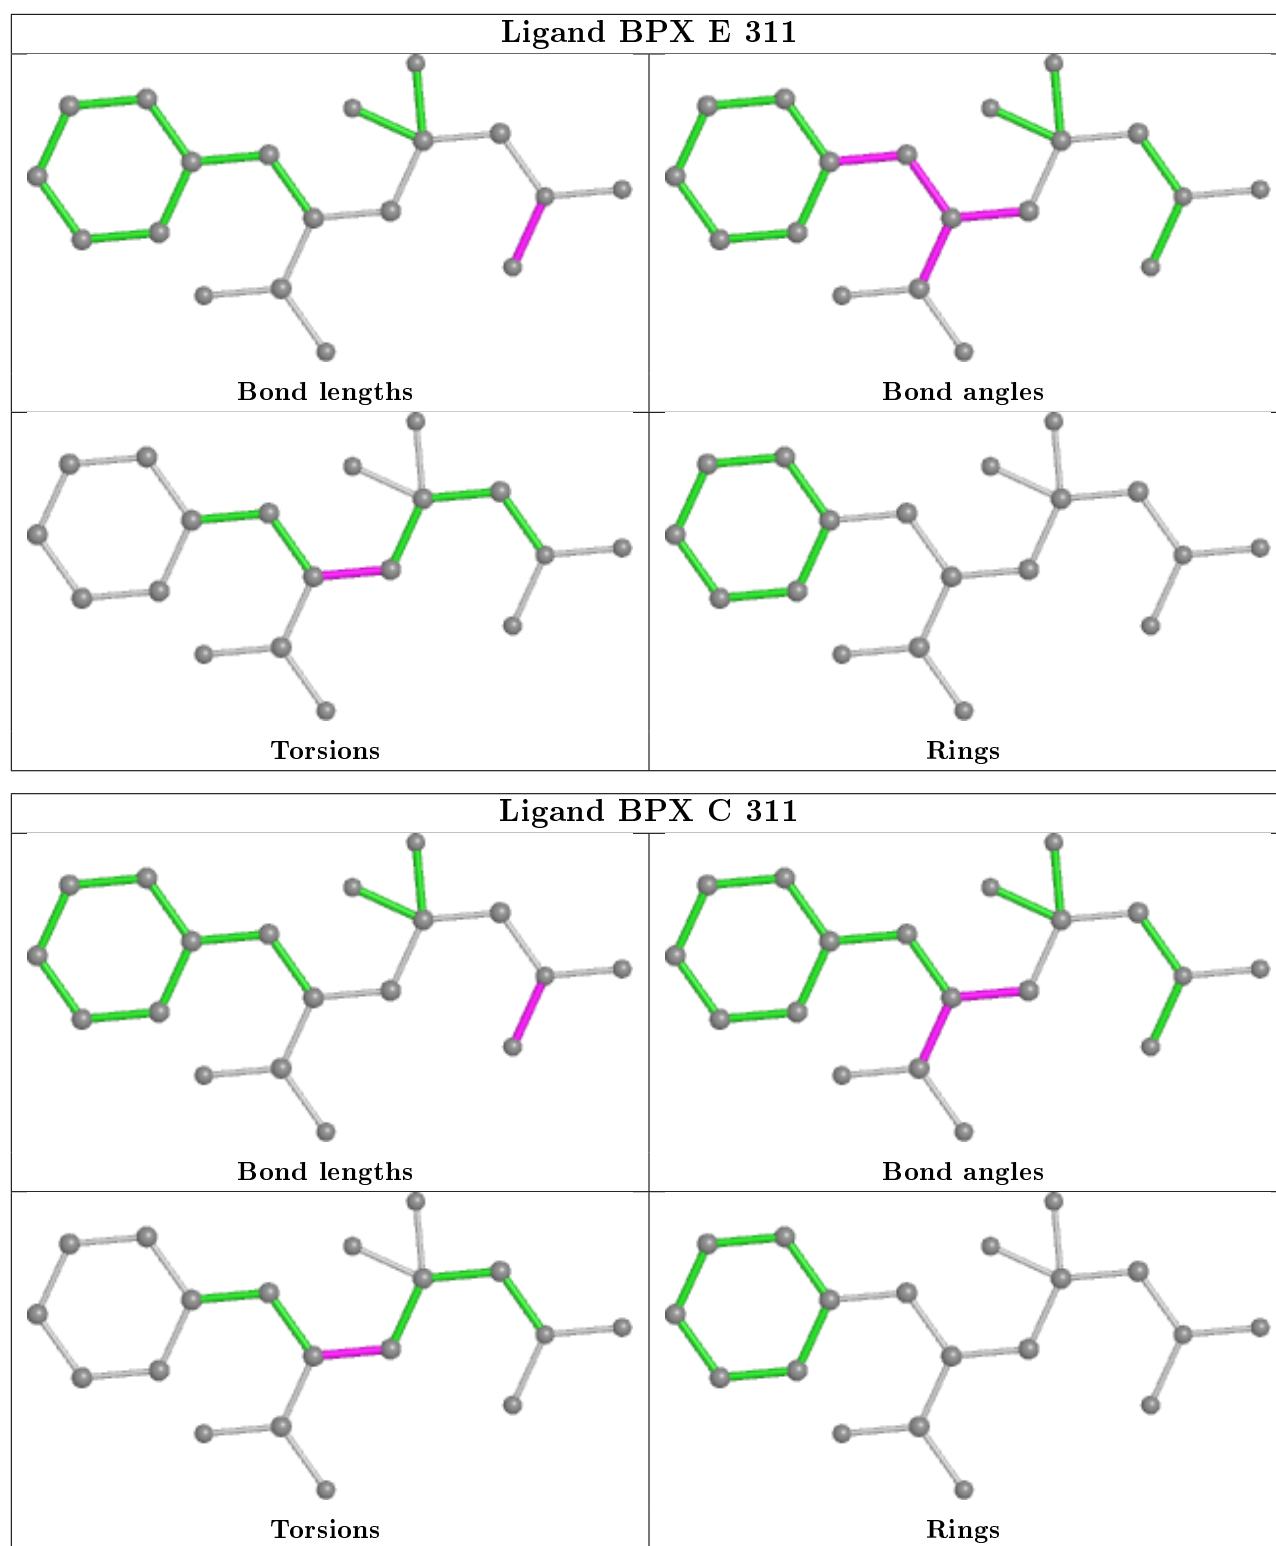 Ligand BPX E 311
Bond lengths
Bond angles
Torsions
Rings
Ligand BPX C 311
Bond lengths
Bond angles
Torsions
Rings